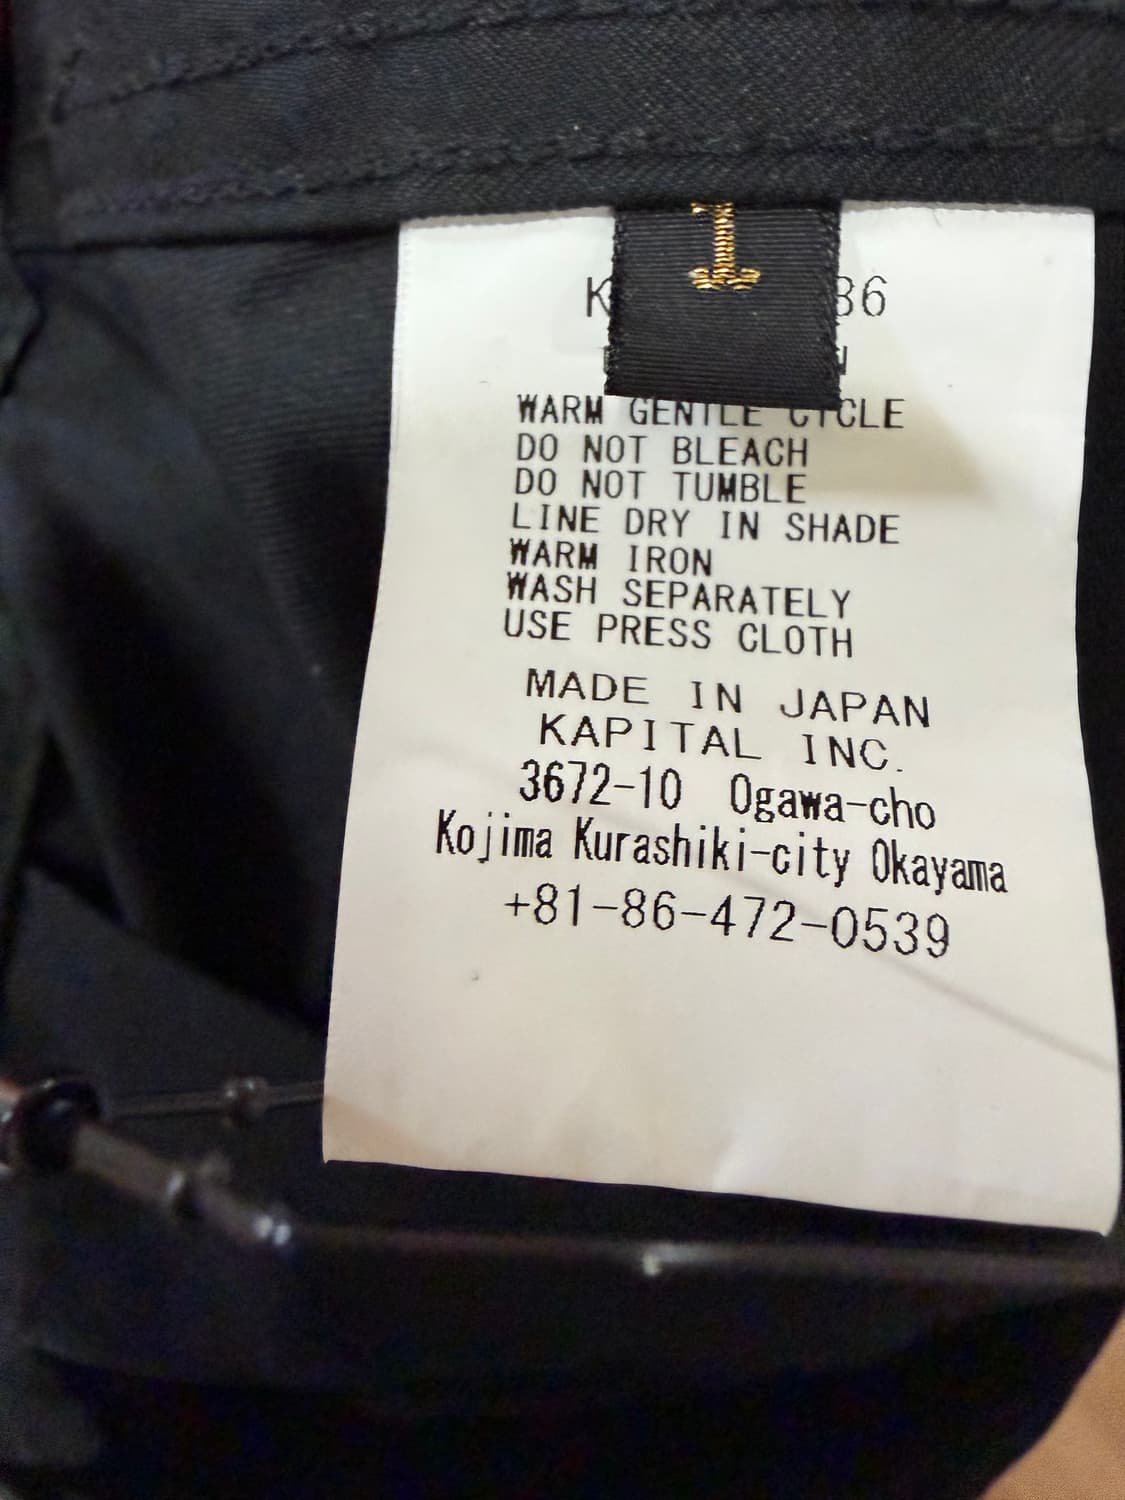 1
WARM GENTLE CYCLE
DO NOT BLEACH
DO NOT TUMBLE
LINE DRY IN SHADE
WARM IRON
WASH SEPARATELY
USE PRESS CLOTH
MADE IN JAPAN
KAPITAL INC.
3672-10 Ogawa-cho
Kojima Kurashiki-city Okayama
+81-86-472-0539